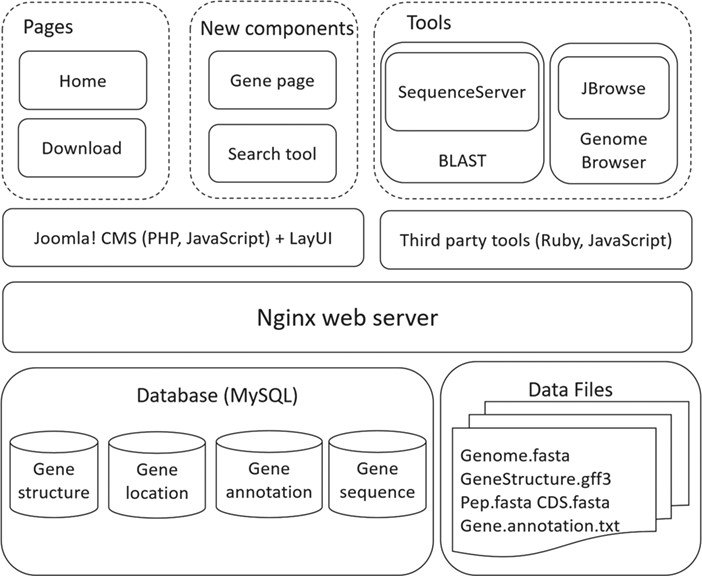 Pages
Home
Download
New components
Gene page
Search tool
Tools
SequenceServer
BLAST
JBrowse
Genome
Browser
Joomla! CMS (PHP, JavaScript) + LayUI
Third party tools (Ruby, JavaScript)
Nginx web server
Database (MySQL)
Gene
structure
Gene
location
Gene
annotation
Gene
sequence
Data Files
Genome.fasta
GeneStructure.gff3
Pep.fasta CDS.fasta
Gene.annotation.txt